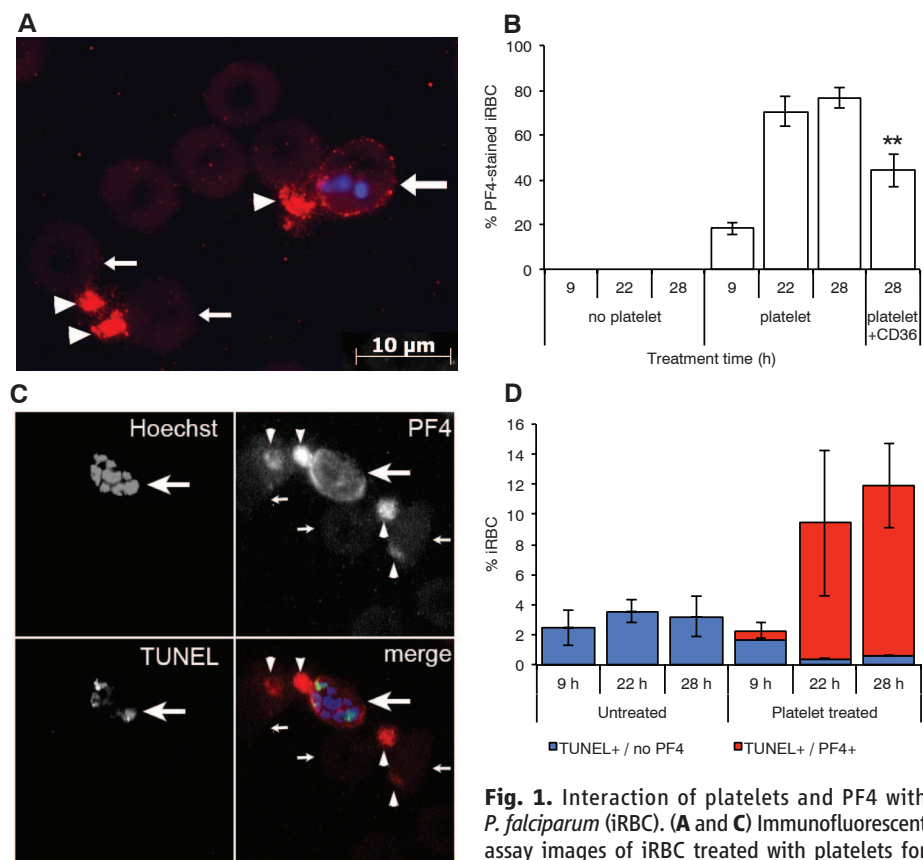 A
10 µm
B
% PF4-stained iRBC
100
80
60
40
20
0
**
9 22 28 9 22 28 28
no platelet platelet platelet
+CD36
Treatment time (h)
C
Hoechst PF4
TUNEL merge
D
% iRBC
16
14
12
10
8
6
4
2
0
9 h 22 h 28 h 9 h 22 h 28 h
Untreated Platelet treated
TUNEL+ / no PF4 TUNEL+ / PF4+
Fig. 1. Interaction of platelets and PF4 with
P. falciparum (iRBC). (A and C) Immunofluorescent
assay images of iRBC treated with platelets for